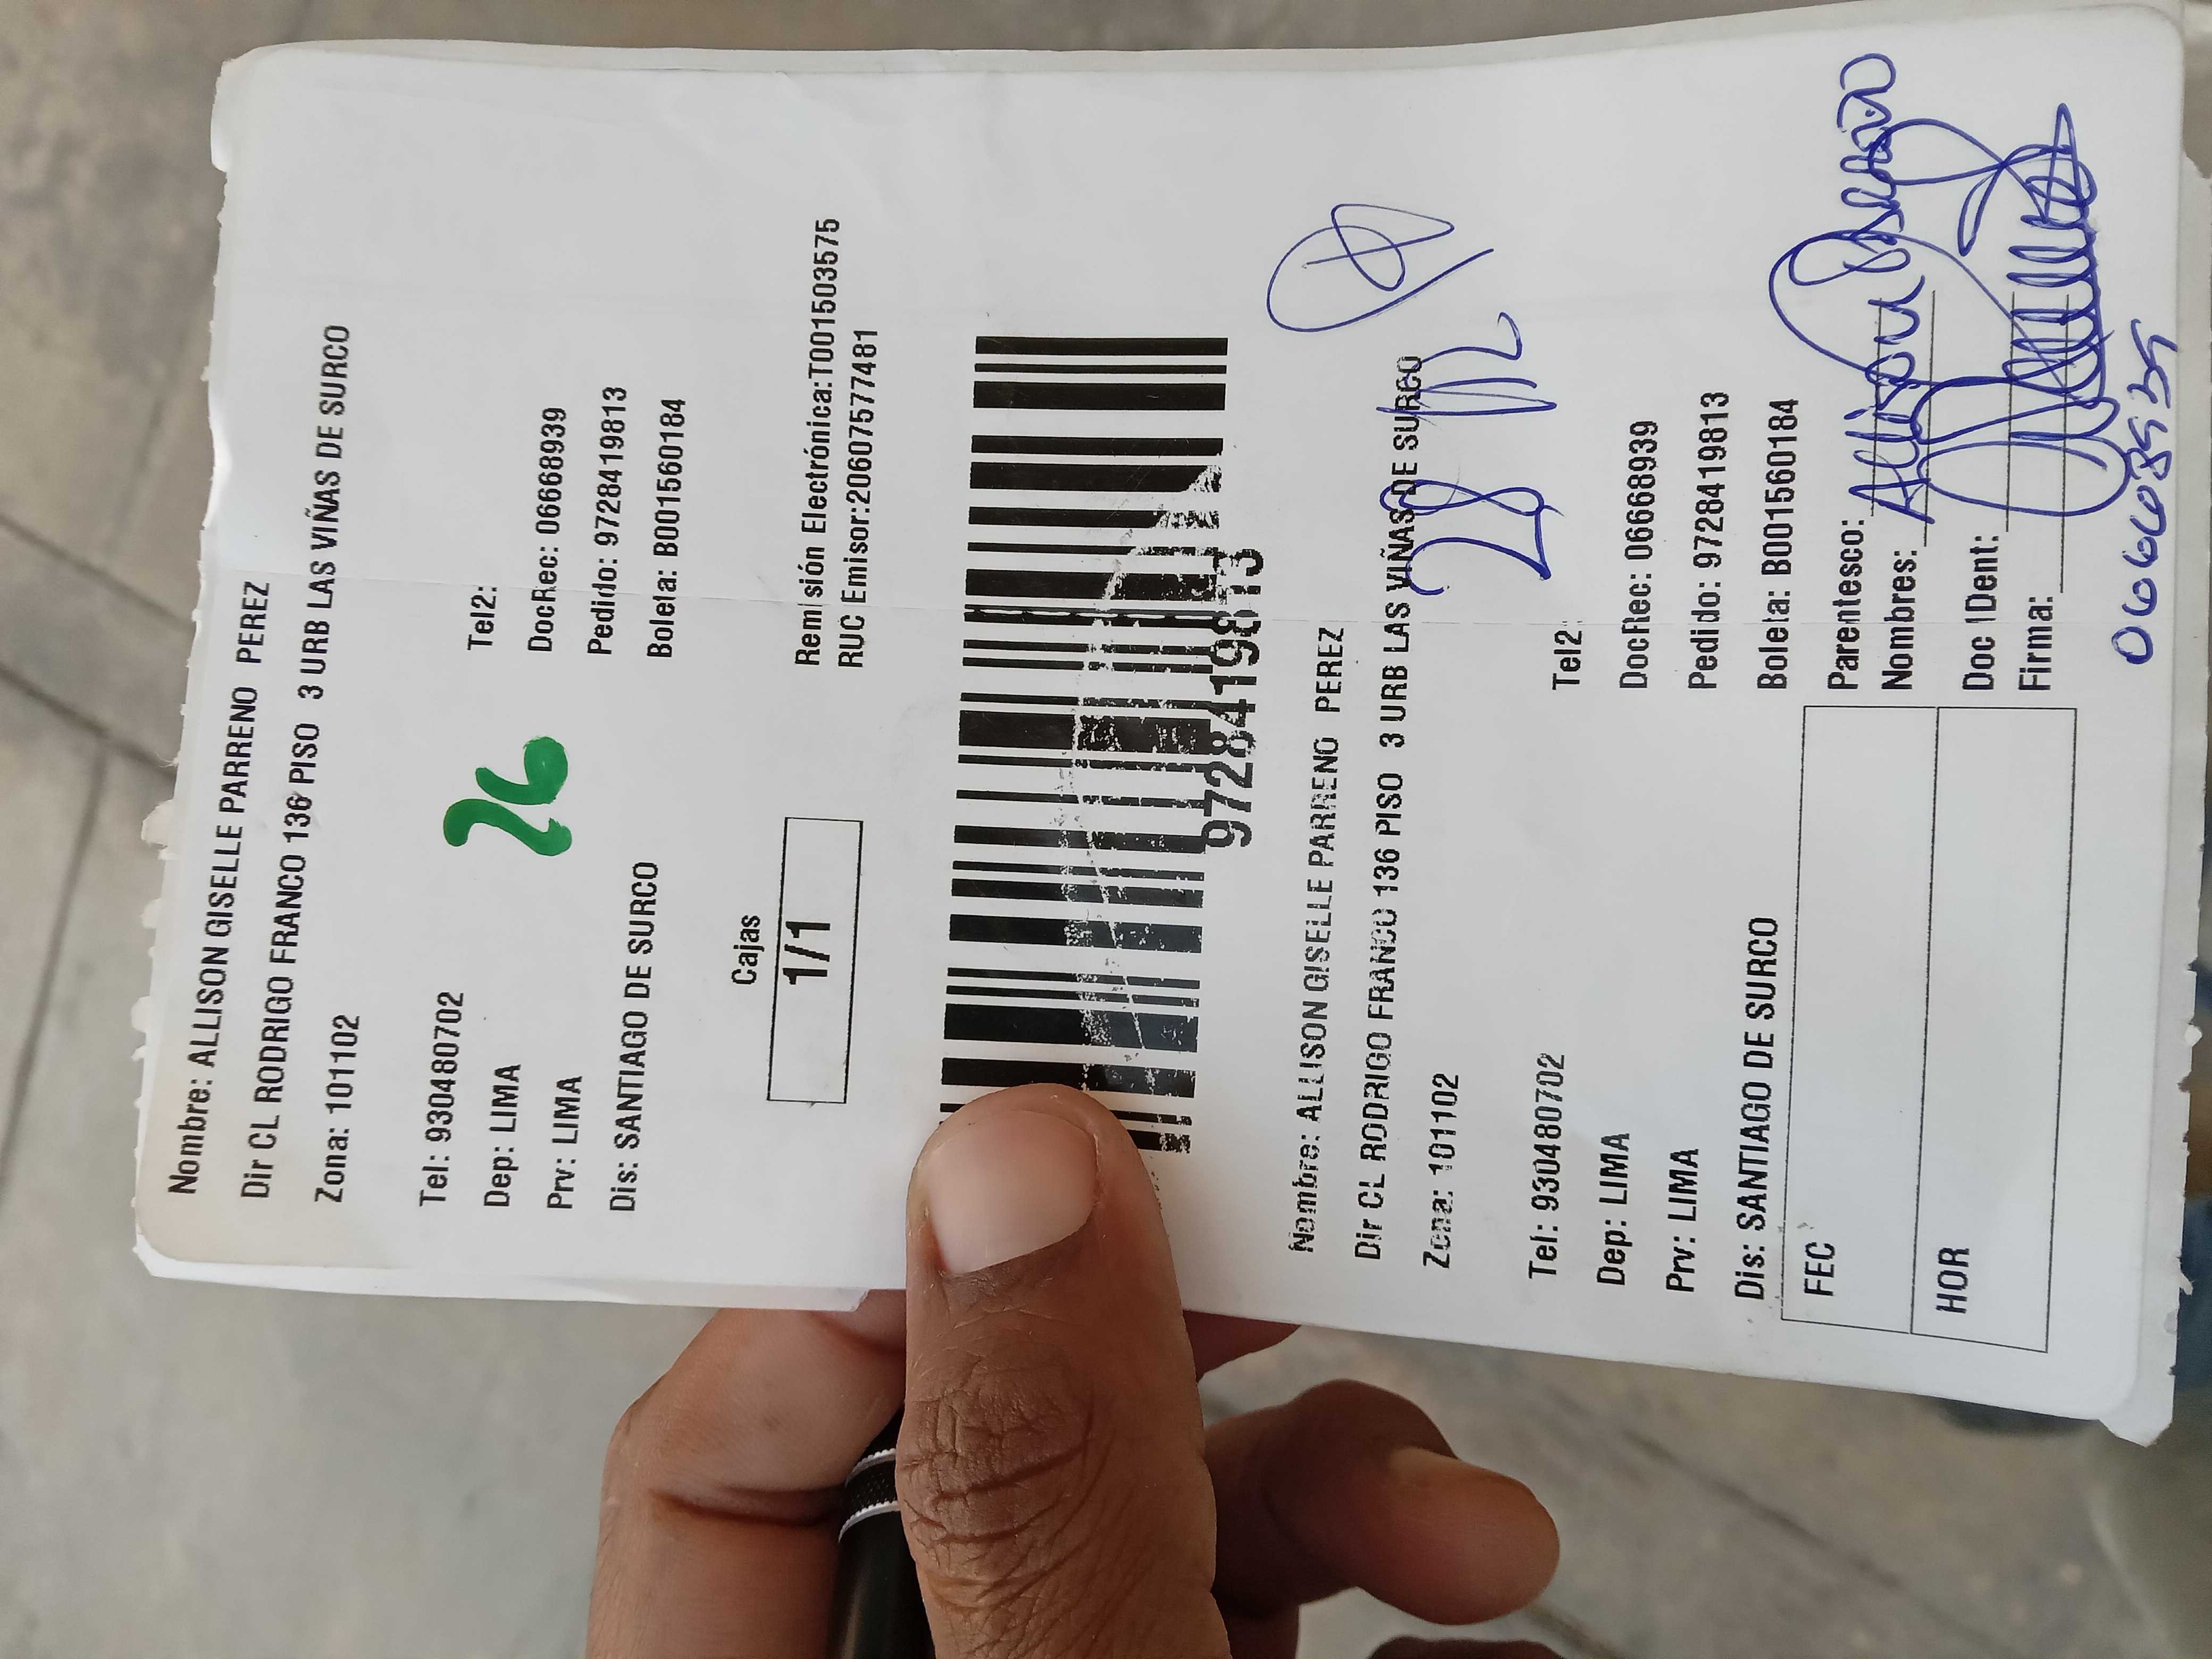 Nombre: ALLISON GISELLE PARRENO PEREZ
Dir CL RODRIGO FRANCO 136 PISO 3 URB LAS VIÑAS DE SURCO
Zona: 101102
26
Tel: 930480702
Tel2:
Dep: LIMA
DocRec: 06668939
Prv: LIMA
Pedido: 9728419813
Dis: SANTIAGO DE SURCO
Boleta: B001560184
Cajas
1/1
Remisión Electrónica:T001503575
RUC Emisor:20607577481
9728419813
Nombre: ALLISON GISELLE PARRENO PEREZ
Dir CL RODRIGO FRANCO 136 PISO 3 URB LAS VIÑAS DE SURCO
Zona: 101102
28
Tel: 930480702
Tel2
Dep: LIMA
DocRec: 06668939
Prv: LIMA
Pedido: 9728419813
Dis: SANTIAGO DE SURCO
Boleta: B001560184
FEC
Parentesco:
Nombres: Allison
HOR
Doc IDent:
Firma:
06668939